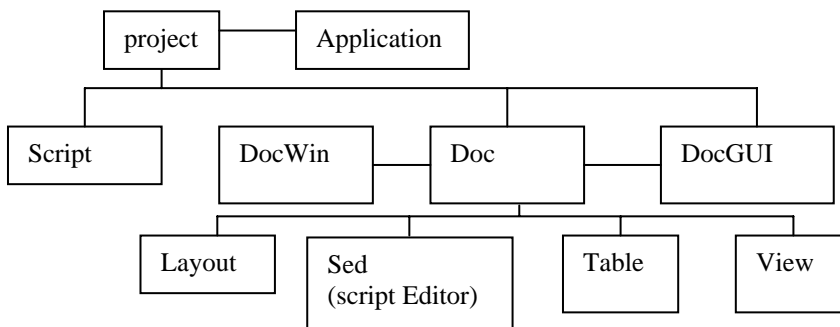 project
Application
Script
DocWin
Doc
DocGUI
Layout
Sed
(script Editor)
Table
View